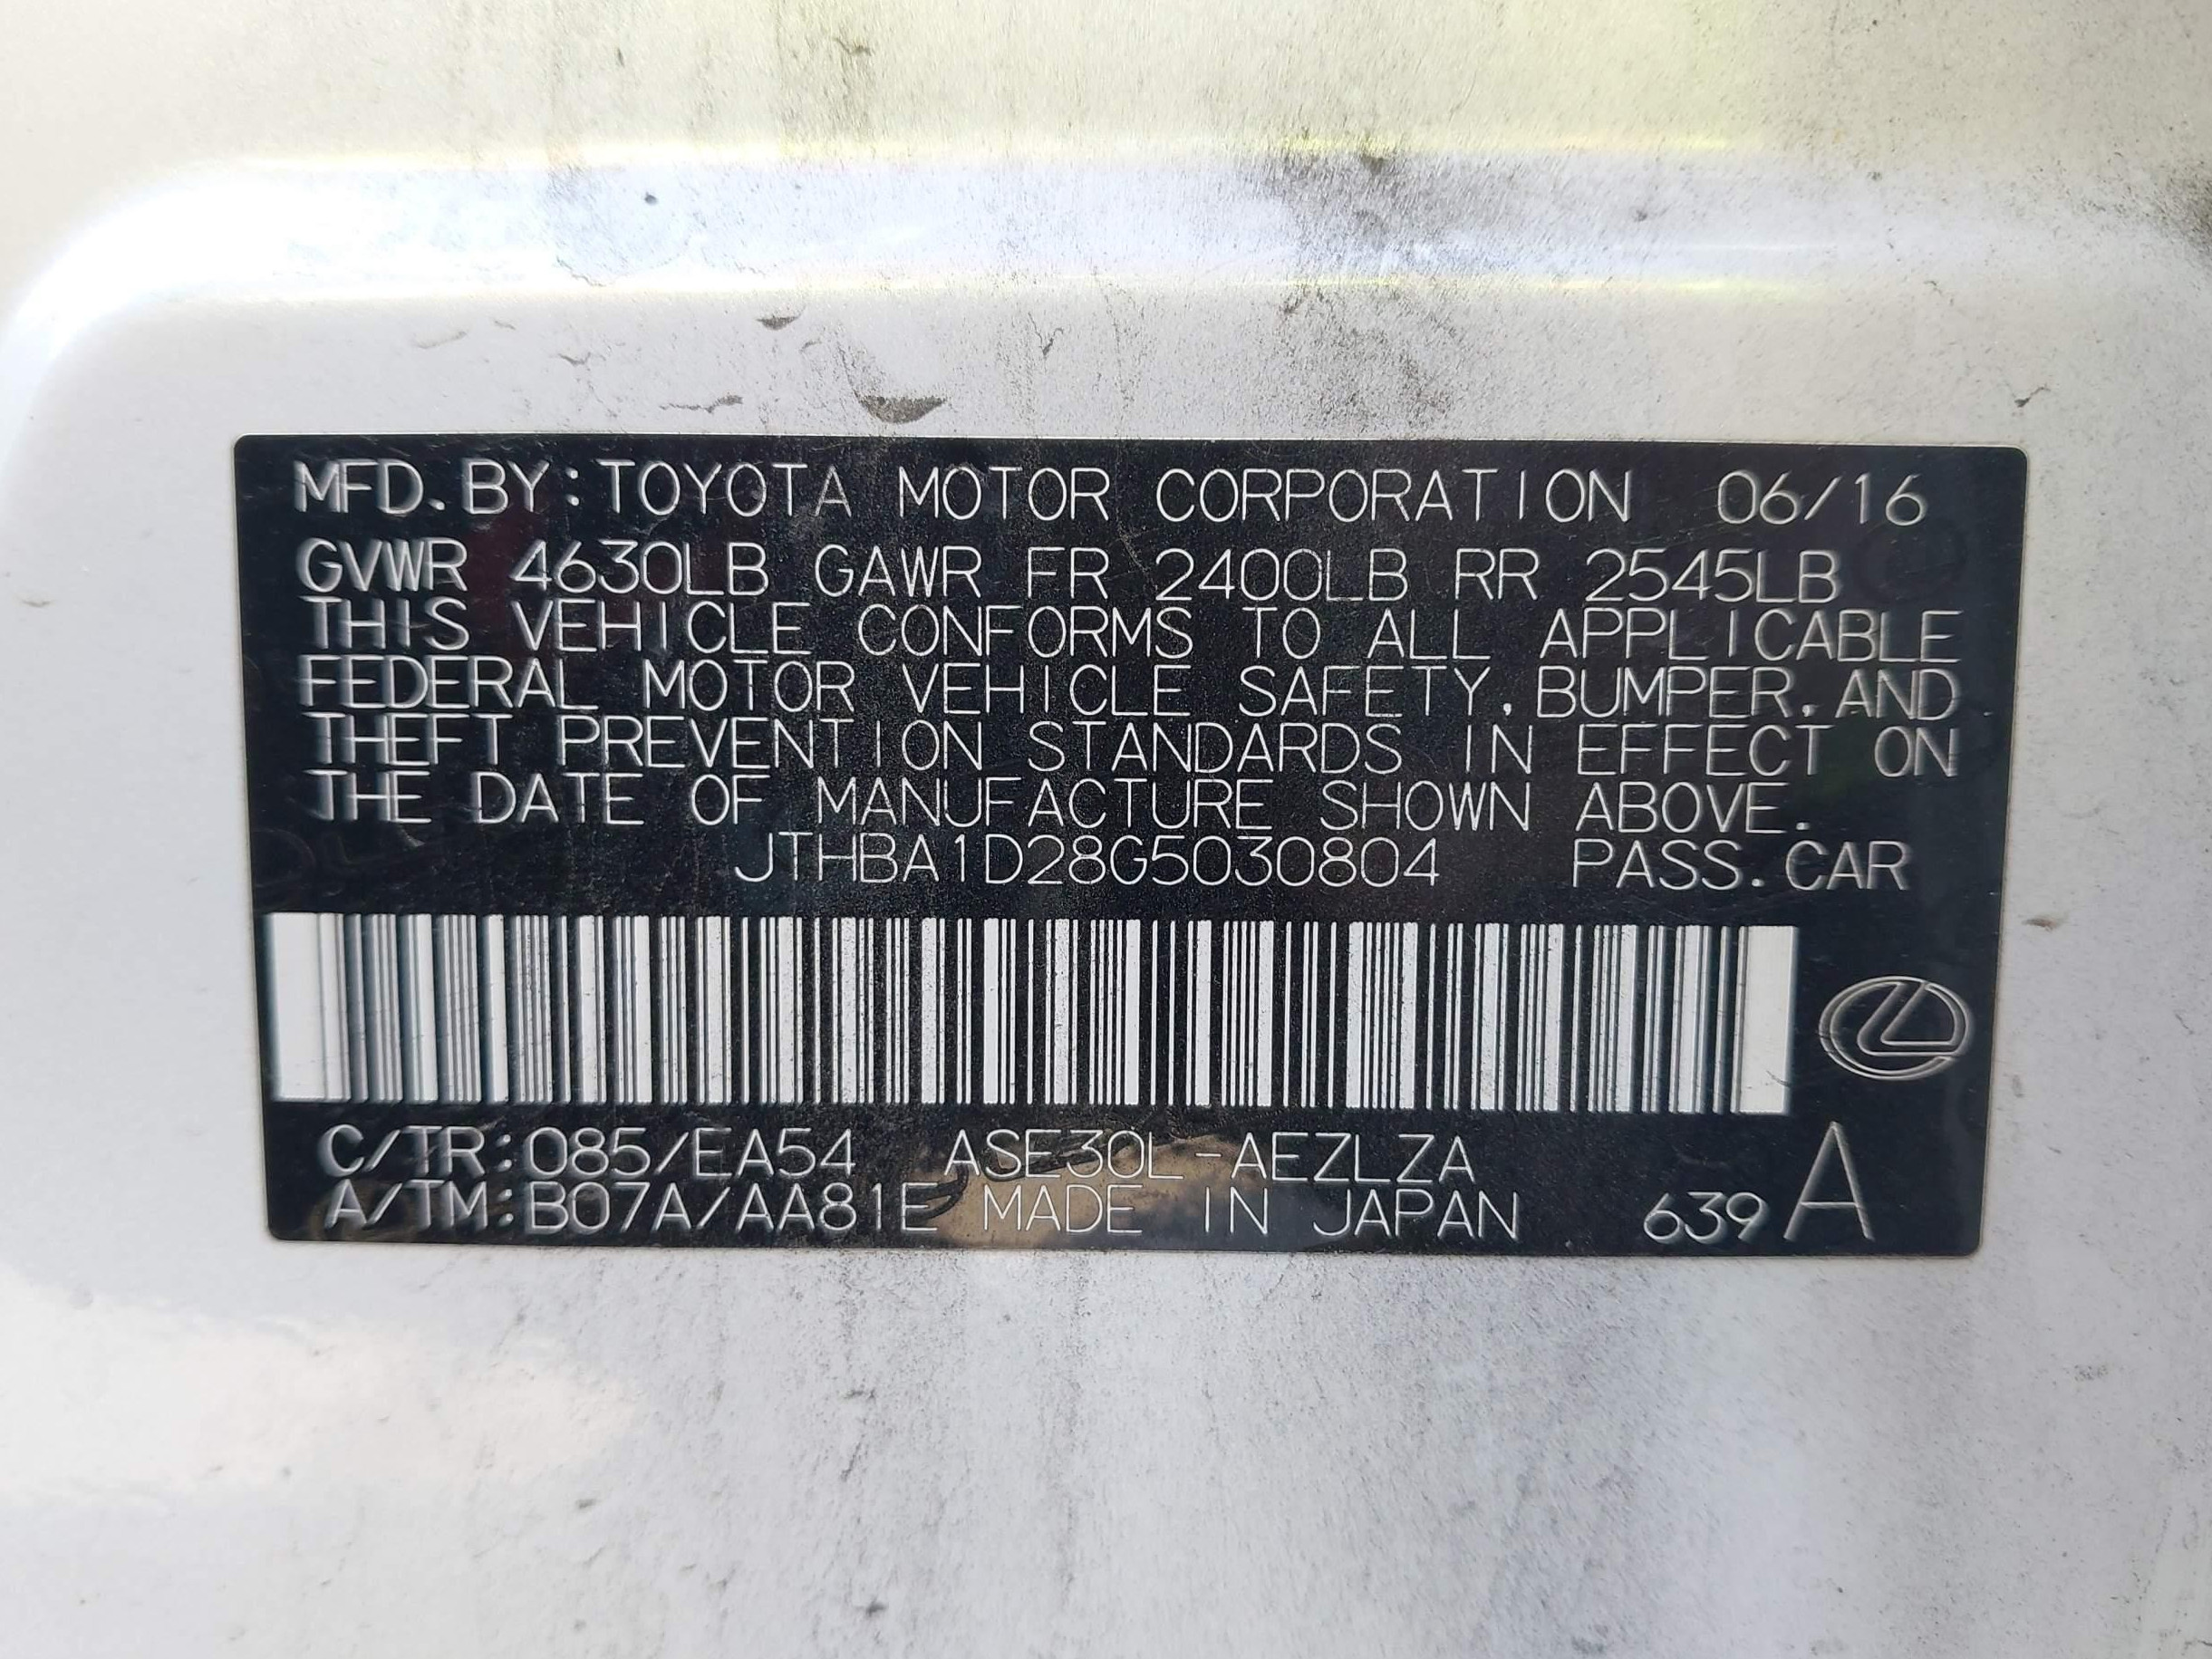 MFD. BY: TOYOTA MOTOR CORPORATION 06/16
GVWR 4630LB GAWR FR 2400LB RR 2545LB
THIS VEHICLE CONFORMS TO ALL APPLICABLE
FEDERAL MOTOR VEHICLE SAFETY, BUMPER, AND
THEFT PREVENTION STANDARDS IN EFFECT ON
THE DATE OF MANUFACTURE SHOWN ABOVE.
JTHBA1D28G5030804 PASS. CAR
C/TR: 085/EA54 ASE30L-AEZLZA
A/TM: B07A/AA81E MADE IN JAPAN 639 A